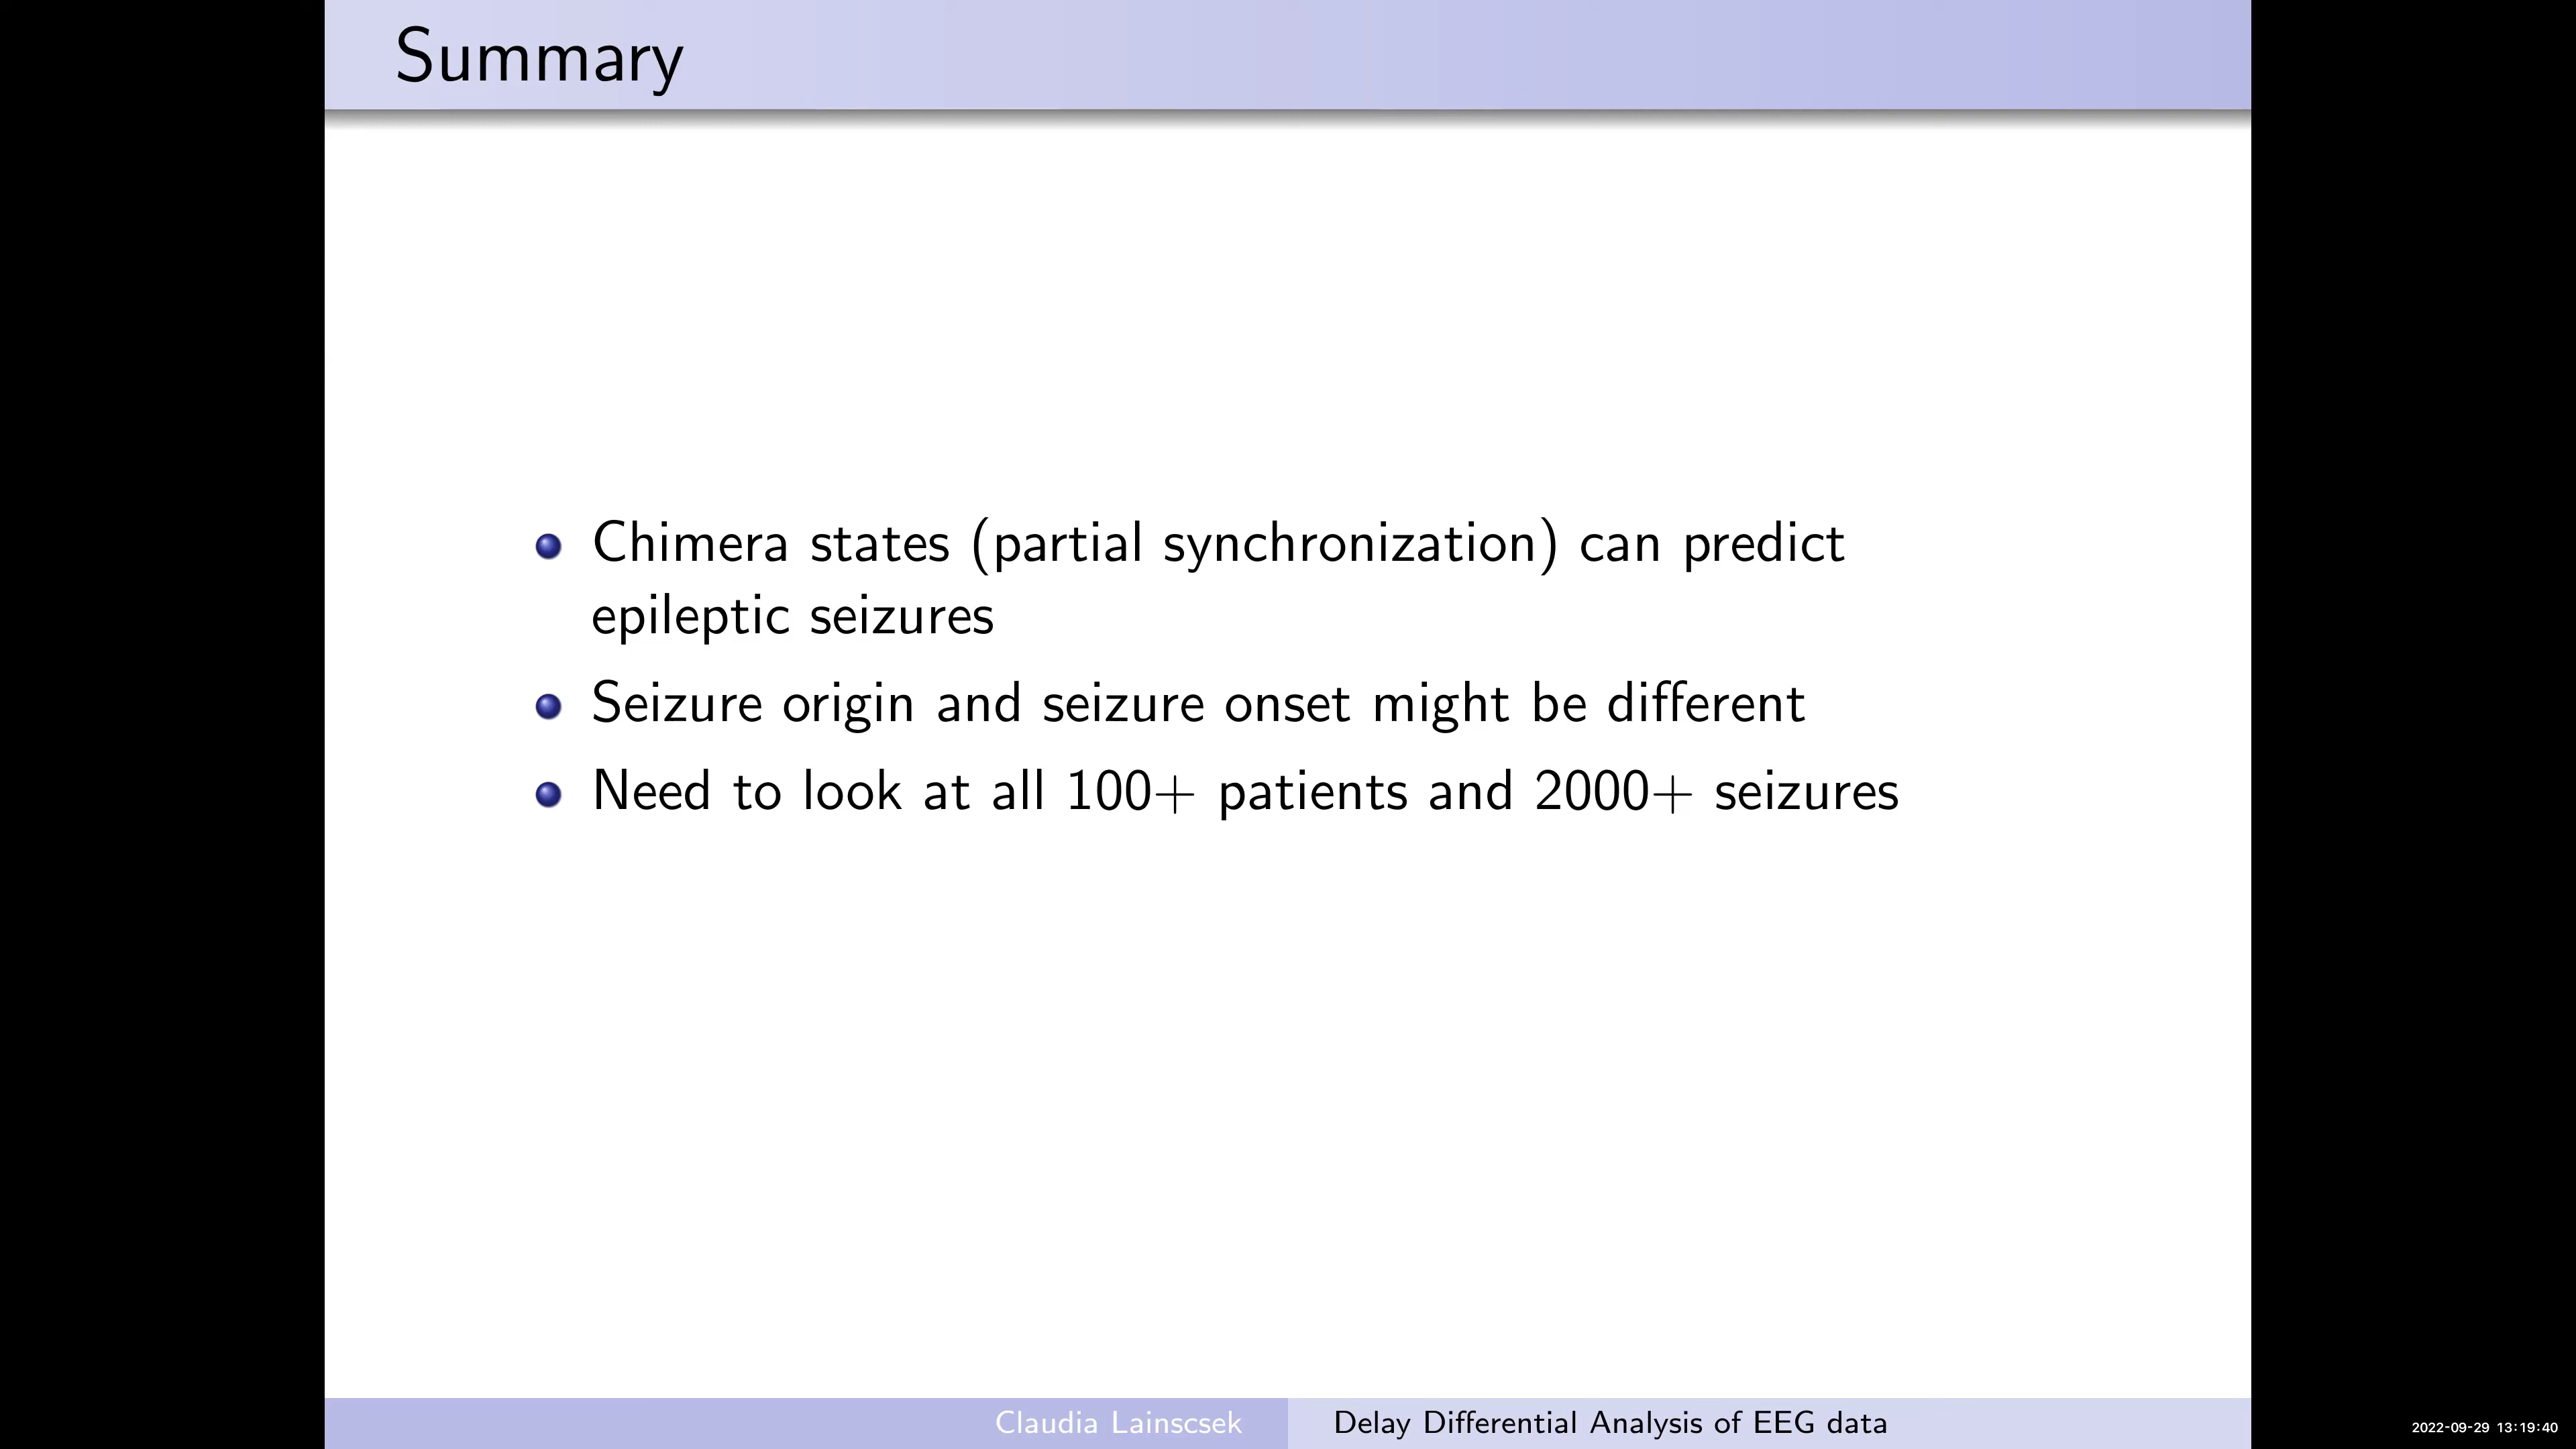 Summary
Chimera states (partial synchronization) can predict
epileptic seizures
Seizure origin and seizure onset might be different
Need to look at all 100+ patients and 2000+ seizures
Claudia Lainscsek
Delay Differential Analysis of EEG data
2022-09-29 13:19:40